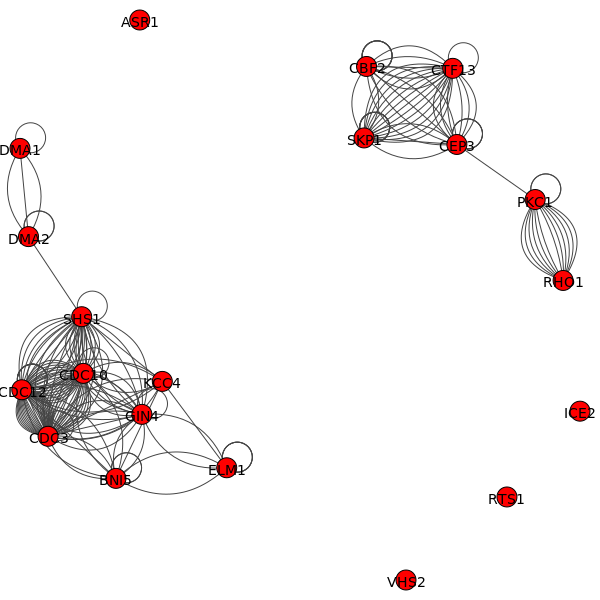 ASR1
CBF2
CTF13
SKP1
CEP3
DMA1
PKC1
DMA2
RHO1
SHS1
CDC10
KCC4
CDC12
GIN4
ICE2
CDC3
ELM1
BNI5
RTS1
VHS2